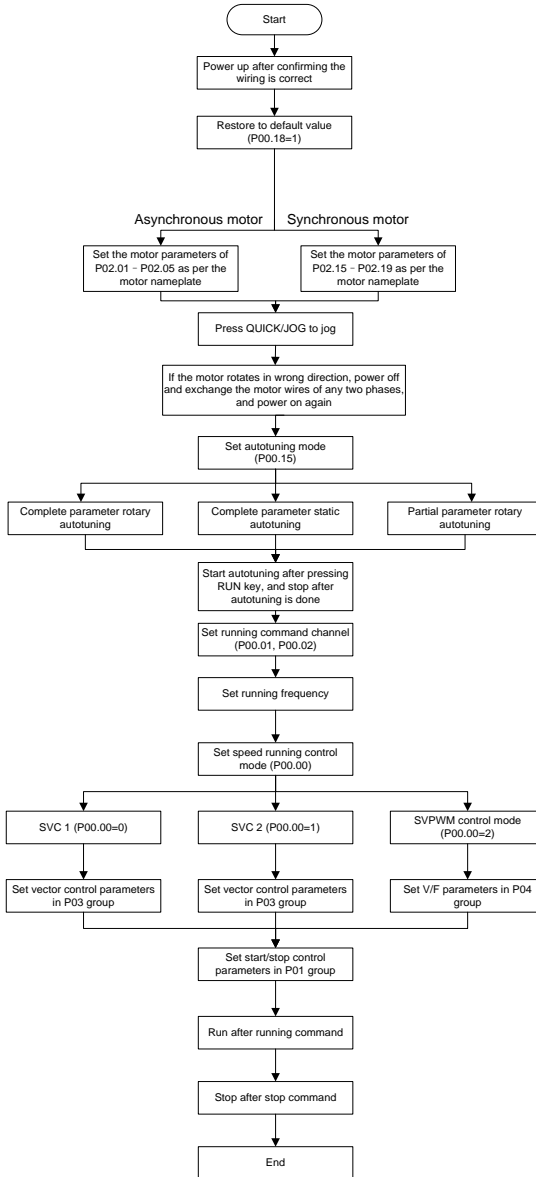 Start
Power up after confirming the
wiring is correct
Restore to default value
(P00.18=1)
Asynchronous motor
Synchronous motor
Set the motor parameters of
P02.01﹣P02.05 as per the
motor nameplate
Set the motor parameters of
P02.15﹣P02.19 as per the
motor nameplate
Press QUICK/JOG to jog
If the motor rotates in wrong direction, power off
and exchange the motor wires of any two phases,
and power on again
Set autotuning mode
(P00.15)
Complete parameter rotary
autotuning
Complete parameter static
autotuning
Partial parameter rotary
autotuning
Start autotuning after pressing
RUN key, and stop after
autotuning is done
Set running command channel
(P00.01, P00.02)
Set running frequency
Set speed running control
mode (P00.00)
SVC 1 (P00.00=0)
SVC 2 (P00.00=1)
SVPWM control mode
(P00.00=2)
Set vector control parameters
in P03 group
Set vector control parameters
in P03 group
Set V/F parameters in P04
group
Set start/stop control
parameters in P01 group
Run after running command
Stop after stop command
End